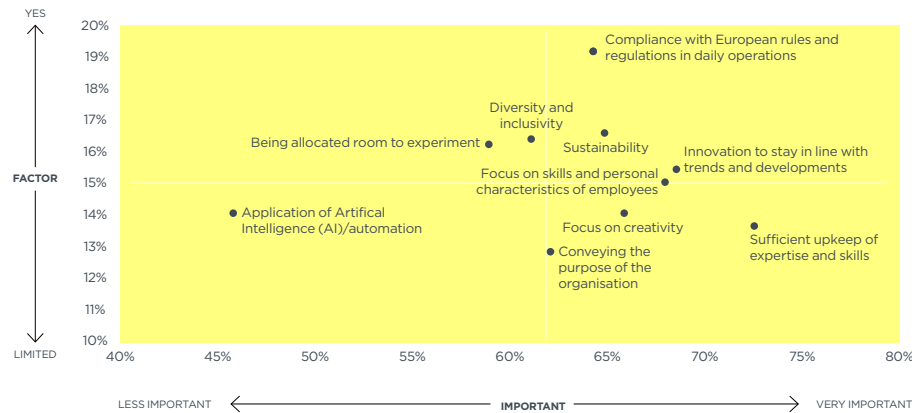 YES
20%
19%
18%
17%
16%
15%
14%
13%
12%
11%
10%
FACTOR
LIMITED
Compliance with European rules and
regulations in daily operations
Diversity and
inclusivity
Being allocated room to experiment
Sustainability
Innovation to stay in line with
trends and developments
Focus on skills and personal
characteristics of employees
Application of Artifical
Intelligence (AI)/automation
Focus on creativity
Sufficient upkeep of
expertise and skills
Conveying the
purpose of the
organisation
40%
45%
50%
55%
60%
65%
70%
75%
80%
LESS IMPORTANT
IMPORTANT
VERY IMPORTANT